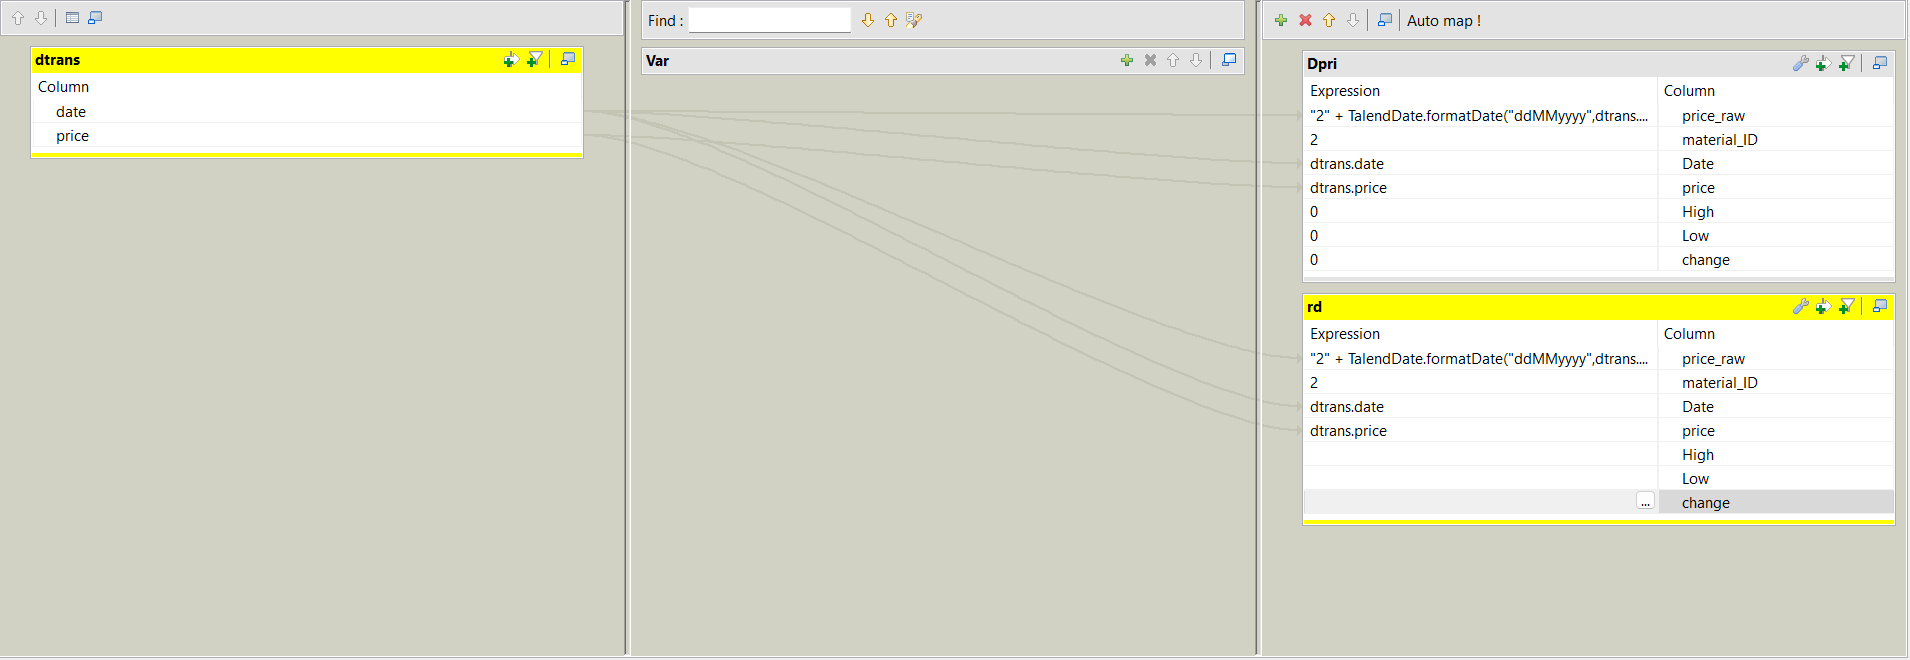 dtrans
Column
date
price
Find :
Var
Auto map !
Dpri
Expression Column
"2" + TalendDate.formatDate("ddMMyyyy",dtrans.... price_raw
2 material_ID
dtrans.date Date
dtrans.price price
0 High
0 Low
0 change
rd
Expression Column
"2" + TalendDate.formatDate("ddMMyyyy",dtrans.... price_raw
2 material_ID
dtrans.date Date
dtrans.price price
High
Low
... change